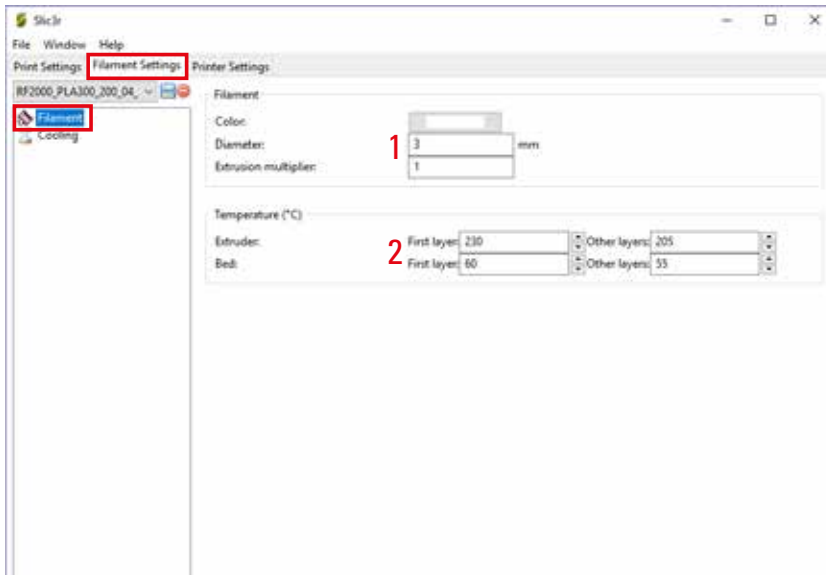 Slic3r
File Window Help
Print Settings Filament Settings Printer Settings
RF2000_PLA300_200_04_
Filament
Cooling
Filament
Color:
Diameter: 1 3 mm
Extrusion multiplier: 1
Temperature (°C)
Extruder: First layer: 230 Other layers: 205
2
Bed: First layer: 60 Other layers: 55